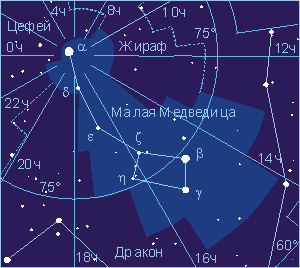 4ч 8ч 10ч
Цефей 75°
0ч α Жираф 12ч
δ
22ч Малая Медведица
ε
ζ β
20ч η 14ч
75° γ
Дракон 60°
18ч 16ч